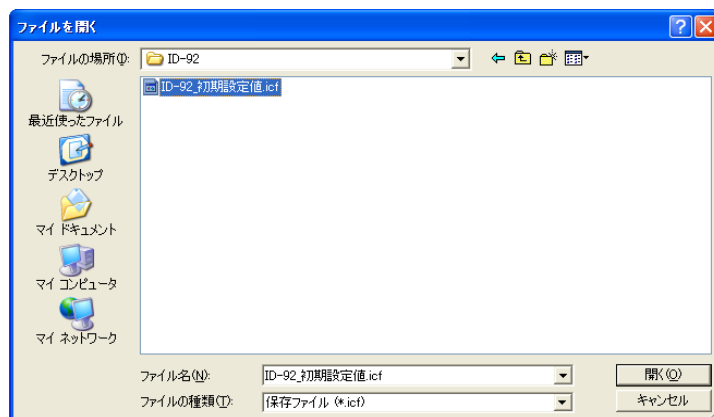 ファイルを開く
ファイルの場所(I):
ID-92
ID-92_初期設定値.icf
最近使ったファイル
デスクトップ
マイ ドキュメント
マイ コンピュータ
マイ ネットワーク
ファイル名(N):
ID-92_初期設定値.icf
開く(O)
ファイルの種類(T):
保存ファイル (*.icf)
キャンセル